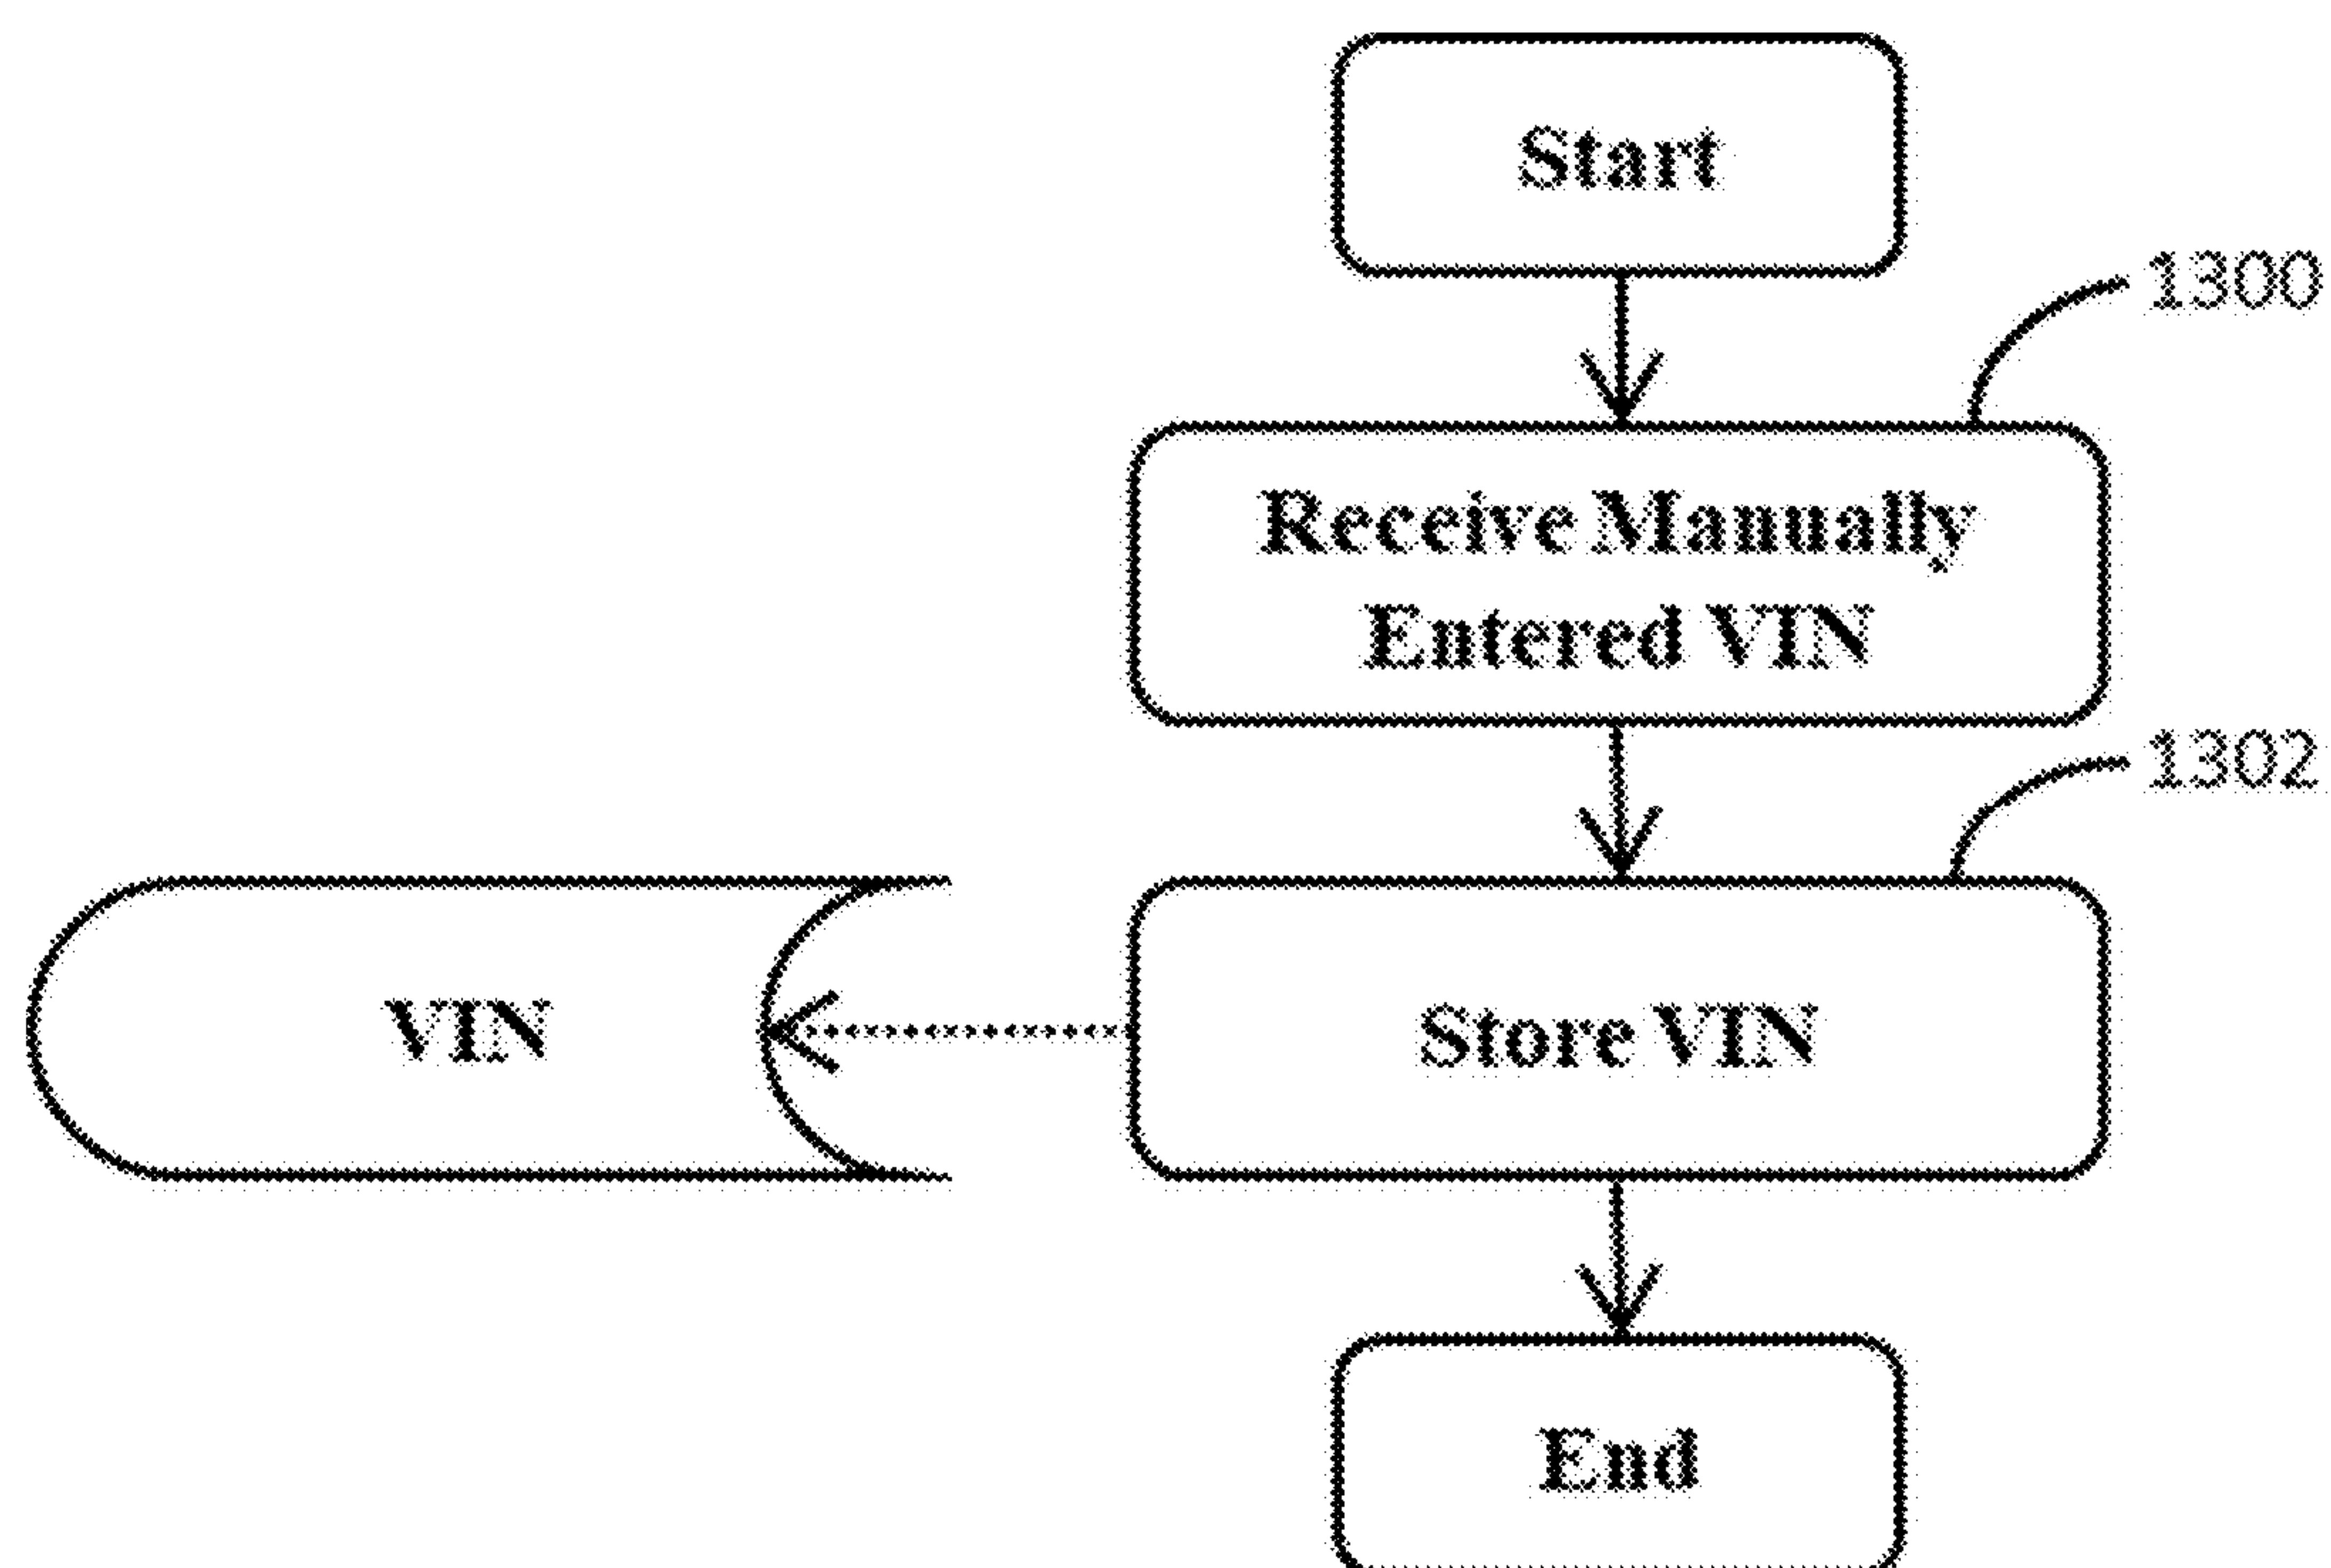 Start
1300
Receive Manually
Entered VIN
1302
VIN
Store VIN
End